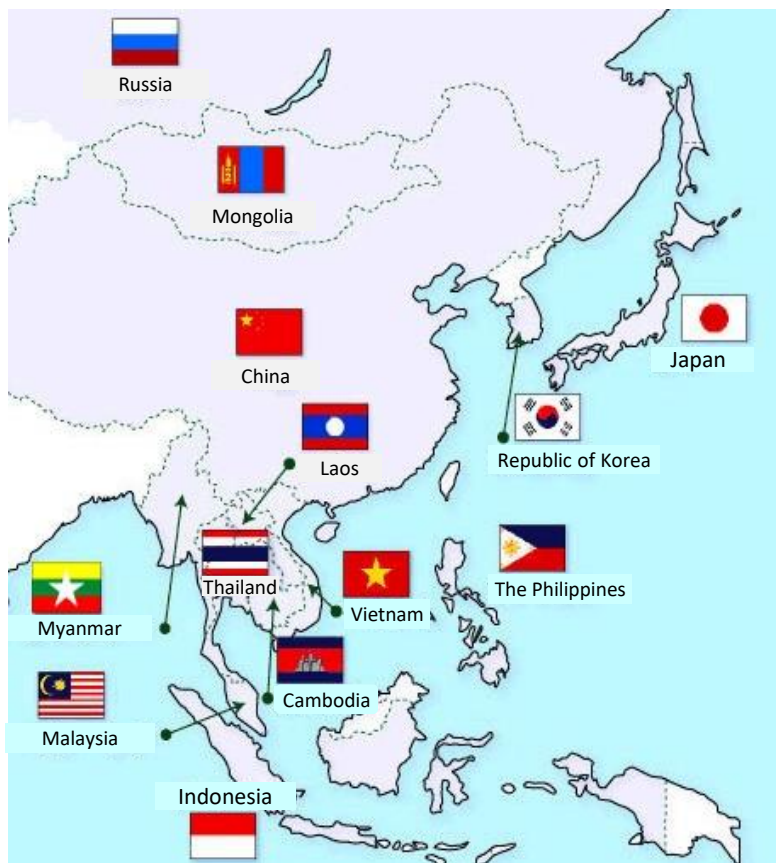 Russia
Mongolia
China
Japan
Laos
Republic of Korea
Thailand
The Philippines
Myanmar
Vietnam
Cambodia
Malaysia
Indonesia